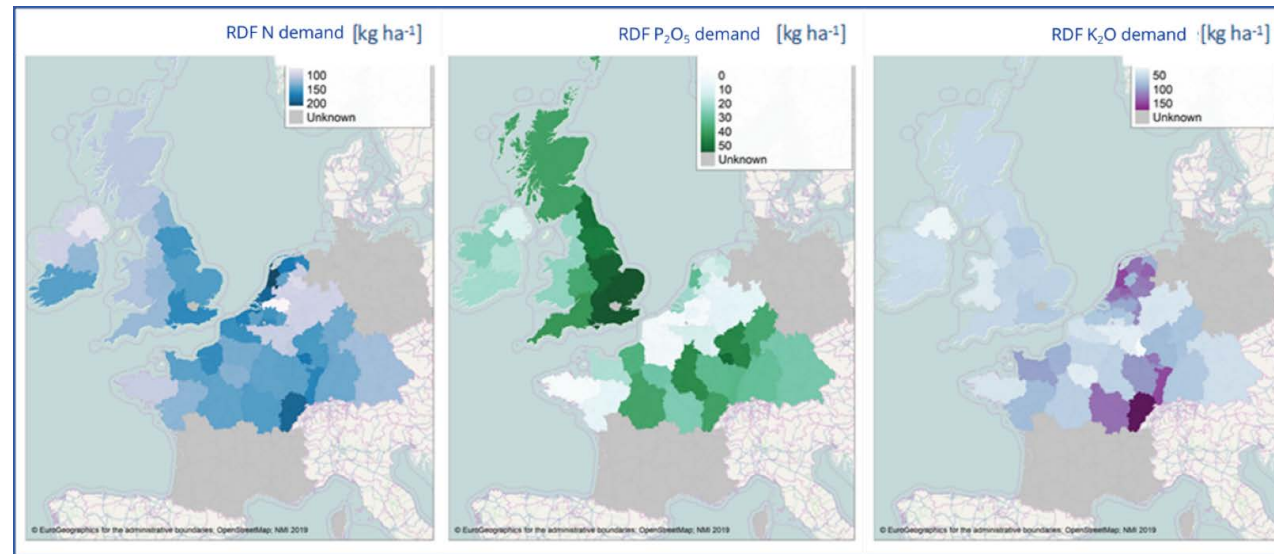 RDF N demand [kg ha⁻¹]
100
150
200
Unknown
© EuroGeographics for the administrative boundaries; OpenStreetMap; NMI 2019
RDF P₂O₅ demand [kg ha⁻¹]
0
10
20
30
40
50
Unknown
© EuroGeographics for the administrative boundaries; OpenStreetMap; NMI 2019
RDF K₂O demand [kg ha⁻¹]
50
100
150
Unknown
© EuroGeographics for the administrative boundaries; OpenStreetMap; NMI 2019